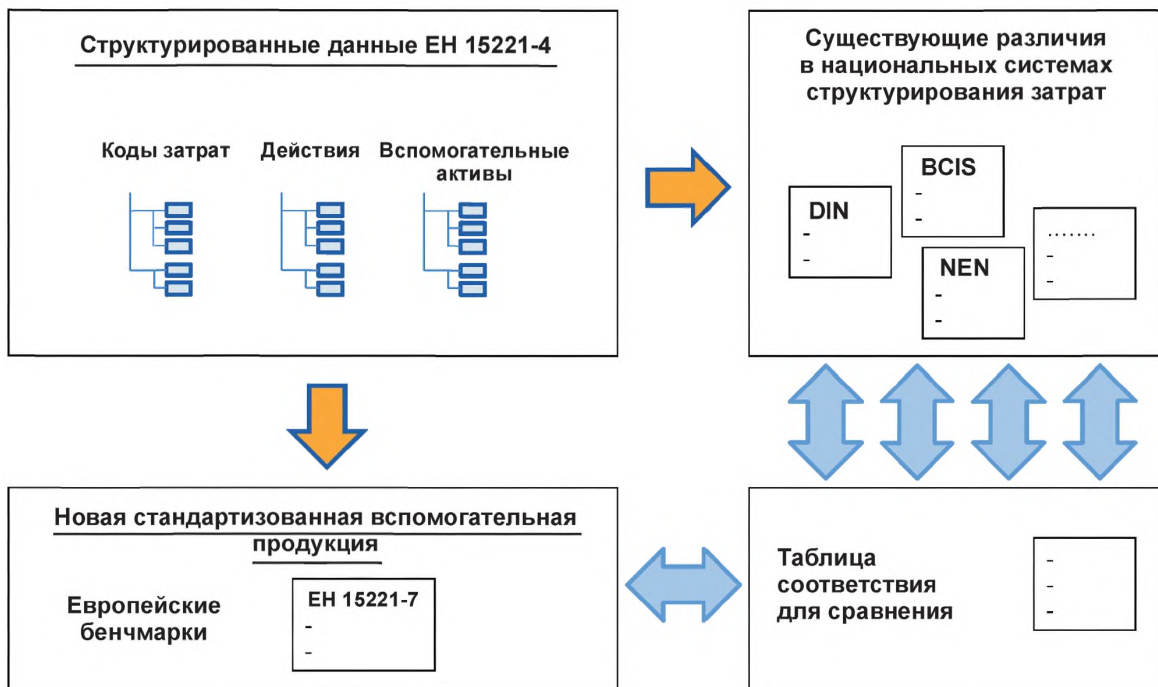 Структурированные данные ЕН 15221-4
Коды затрат
Действия
Вспомогательные
активы
Существующие различия
в национальных системах
структурирования затрат
DIN
-
-
BCIS
-
-
NEN
-
-
.......
-
-
Новая стандартизованная вспомогательная
продукция
Европейские
бенчмарки
ЕН 15221-7
-
-
Таблица
соответствия
для сравнения
-
-
-